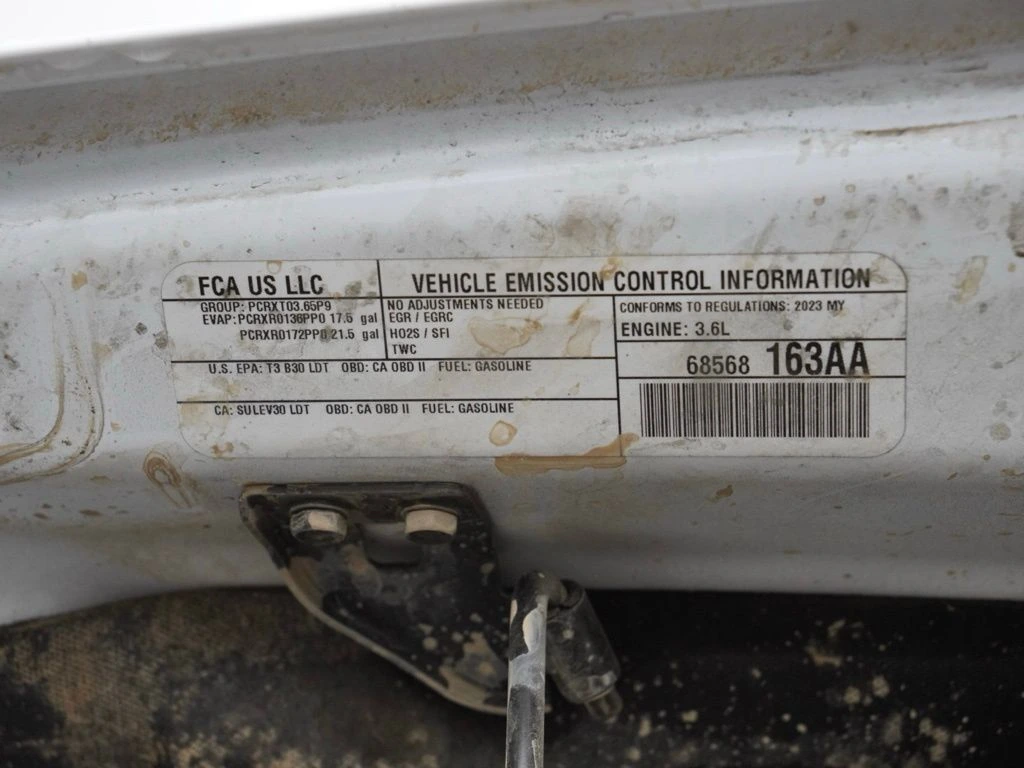 FCA US LLC
VEHICLE EMISSION CONTROL INFORMATION
GROUP: PCRXT03.65P9
EVAP: PCRXR0136PP0 17.5 gal
PCRXR0172PP0 21.5 gal
NO ADJUSTMENTS NEEDED
EGR / EGRC
HO2S / SFI
TWC
CONFORMS TO REGULATIONS: 2023 MY
ENGINE: 3.6L
68568 163AA
U.S. EPA: T3 B30 LDT OBD: CA OBD II FUEL: GASOLINE
CA: SULEV30 LDT OBD: CA OBD II FUEL: GASOLINE